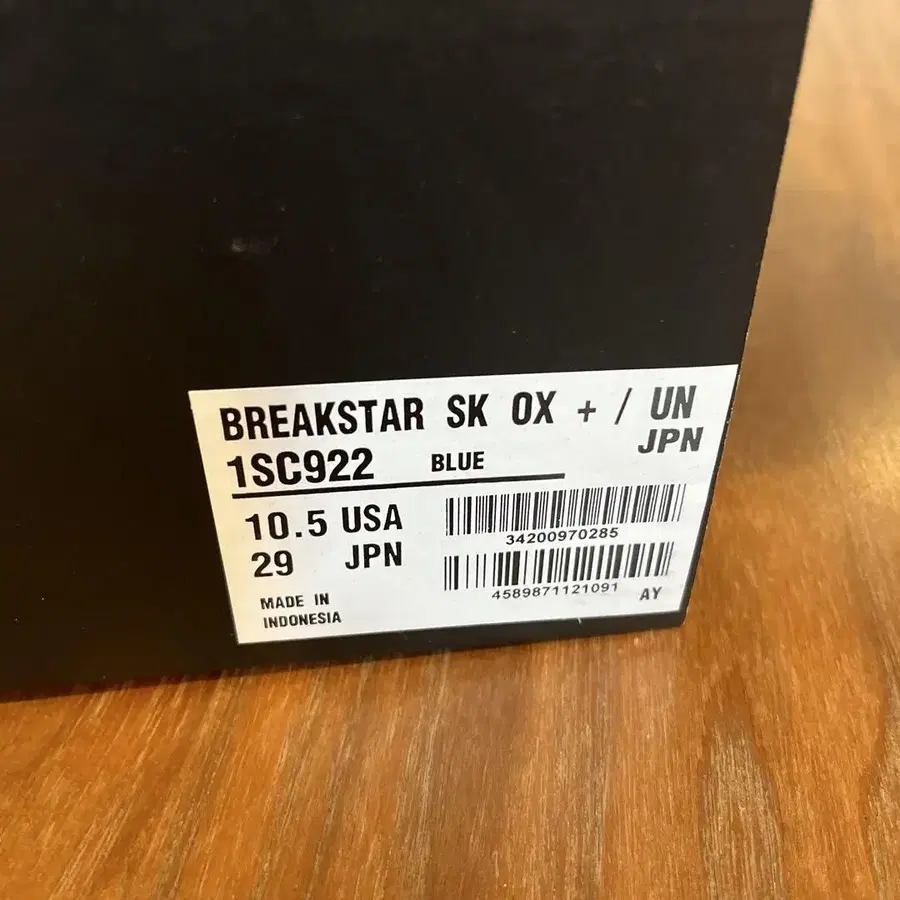 BREAKSTAR SK OX + / UN
JPN
1SC922 BLUE
10.5 USA
29 JPN
34200970285
4589871121091 AY
MADE IN
INDONESIA